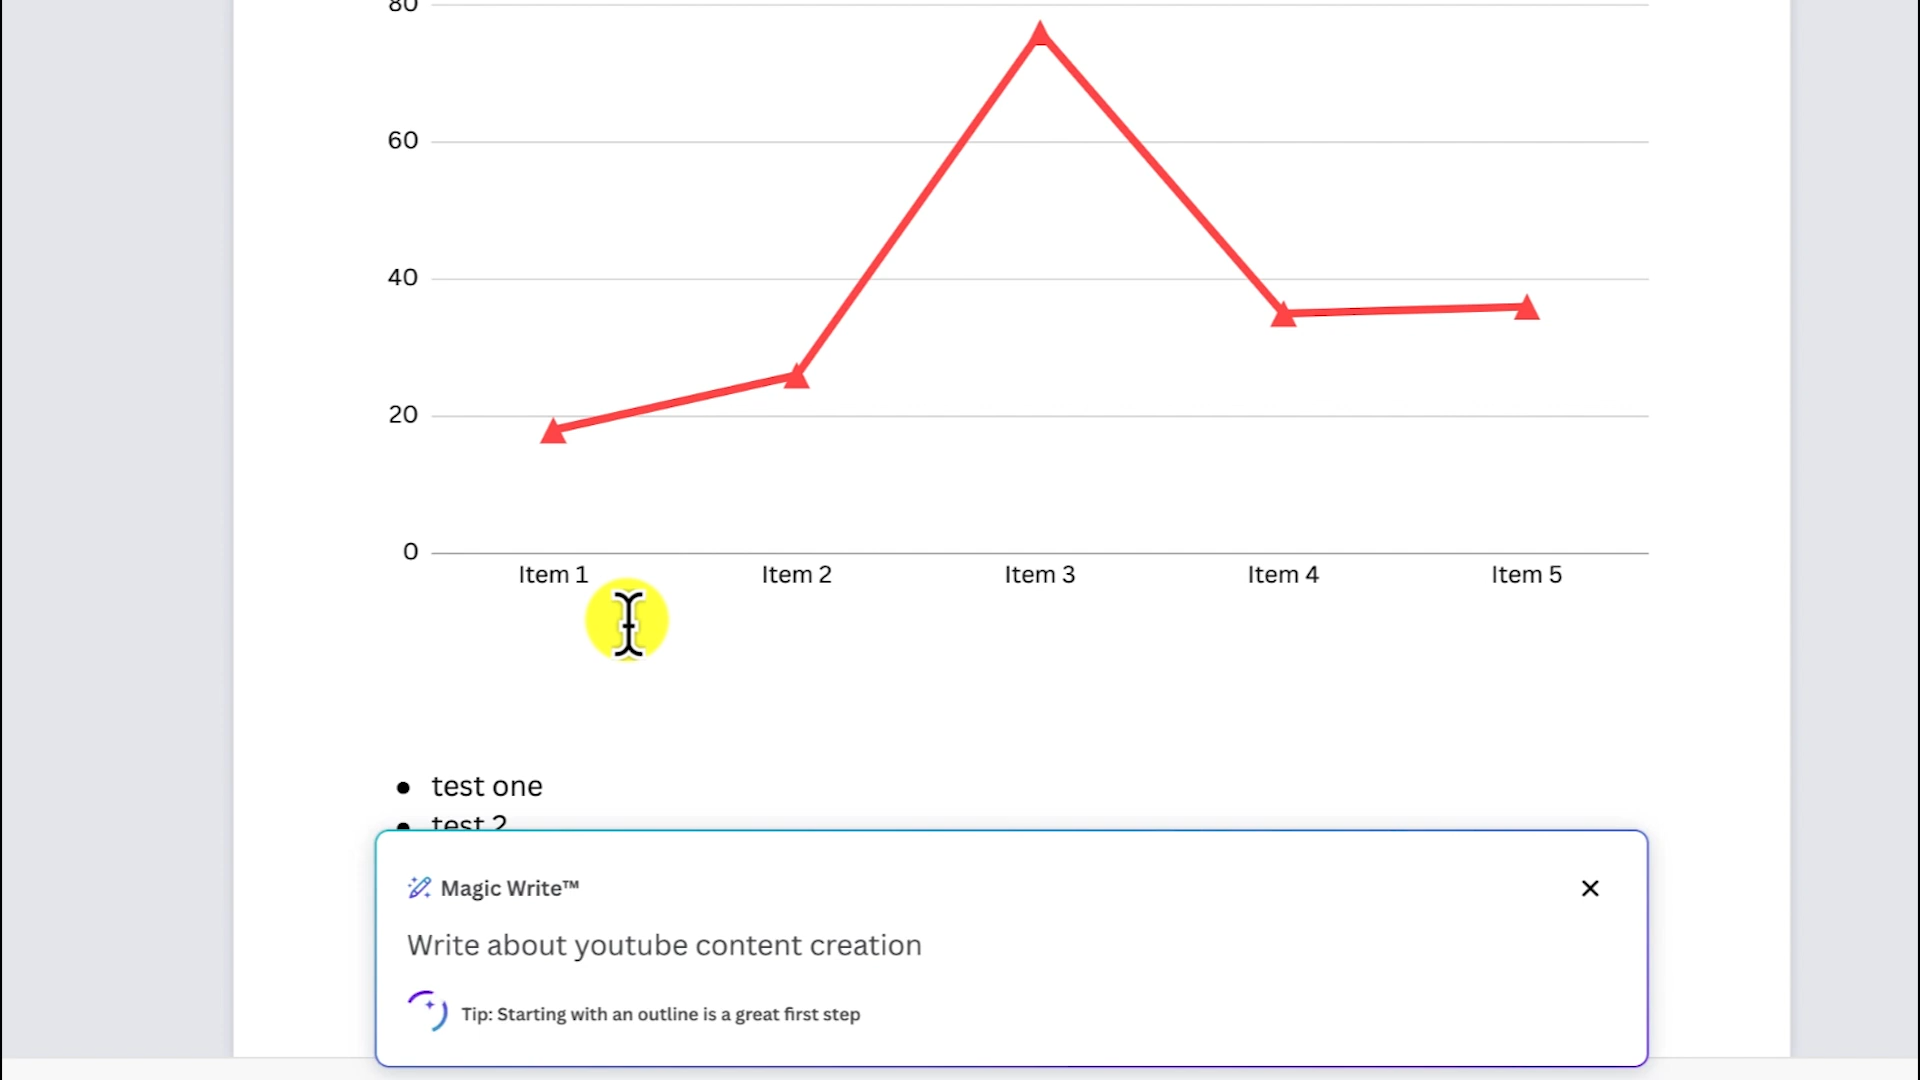 80
60
40
20
0
Item 1 Item 2 Item 3 Item 4 Item 5
• test one
• test 2
Magic Write™
Write about youtube content creation
Tip: Starting with an outline is a great first step